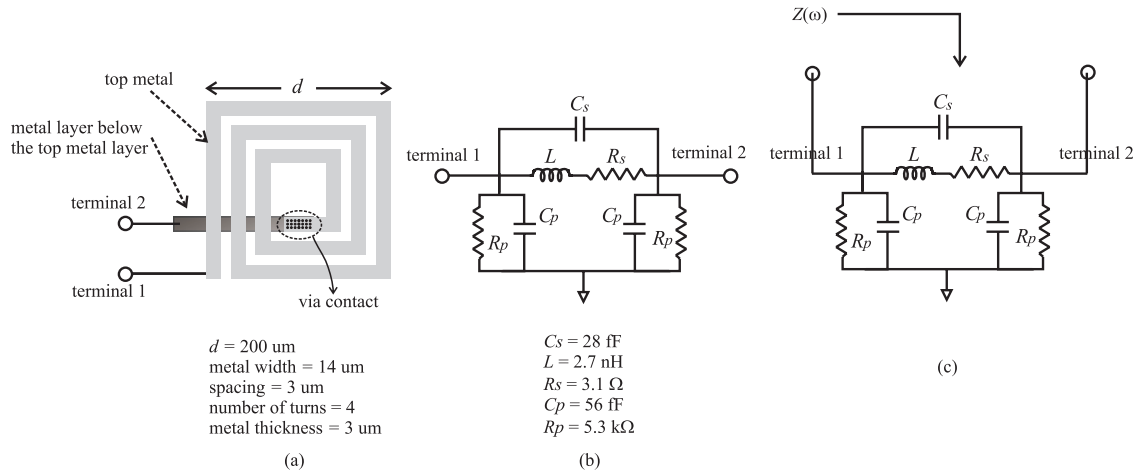 top metal
d
metal layer below
the top metal layer
terminal 2
terminal 1
via contact
d = 200 um
metal width = 14 um
spacing = 3 um
number of turns = 4
metal thickness = 3 um
(a)
Cs
terminal 1
L
Rs
terminal 2
Rp
Cp
Cp
Rp
Cs = 28 fF
L = 2.7 nH
Rs = 3.1 Ω
Cp = 56 fF
Rp = 5.3 kΩ
(b)
Z(ω)
Cs
terminal 1
L
Rs
terminal 2
Rp
Cp
Cp
Rp
(c)